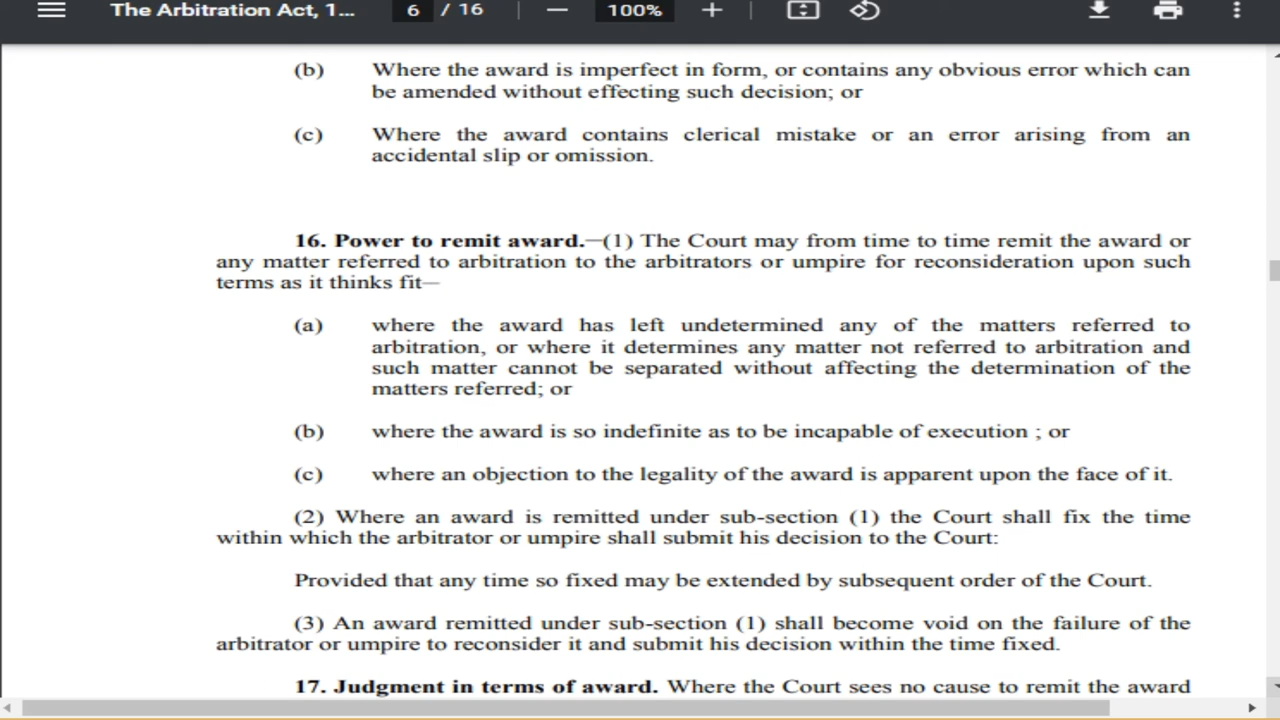 The Arbitration Act, 1... 6 / 16 — 100% +
(b) Where the award is imperfect in form, or contains any obvious error which can
be amended without effecting such decision; or
(c) Where the award contains clerical mistake or an error arising from an
accidental slip or omission.
16. Power to remit award.—(1) The Court may from time to time remit the award or
any matter referred to arbitration to the arbitrators or umpire for reconsideration upon such
terms as it thinks fit—
(a) where the award has left undetermined any of the matters referred to
arbitration, or where it determines any matter not referred to arbitration and
such matter cannot be separated without affecting the determination of the
matters referred; or
(b) where the award is so indefinite as to be incapable of execution ; or
(c) where an objection to the legality of the award is apparent upon the face of it.
(2) Where an award is remitted under sub-section (1) the Court shall fix the time
within which the arbitrator or umpire shall submit his decision to the Court:
Provided that any time so fixed may be extended by subsequent order of the Court.
(3) An award remitted under sub-section (1) shall become void on the failure of the
arbitrator or umpire to reconsider it and submit his decision within the time fixed.
17. Judgment in terms of award. Where the Court sees no cause to remit the award